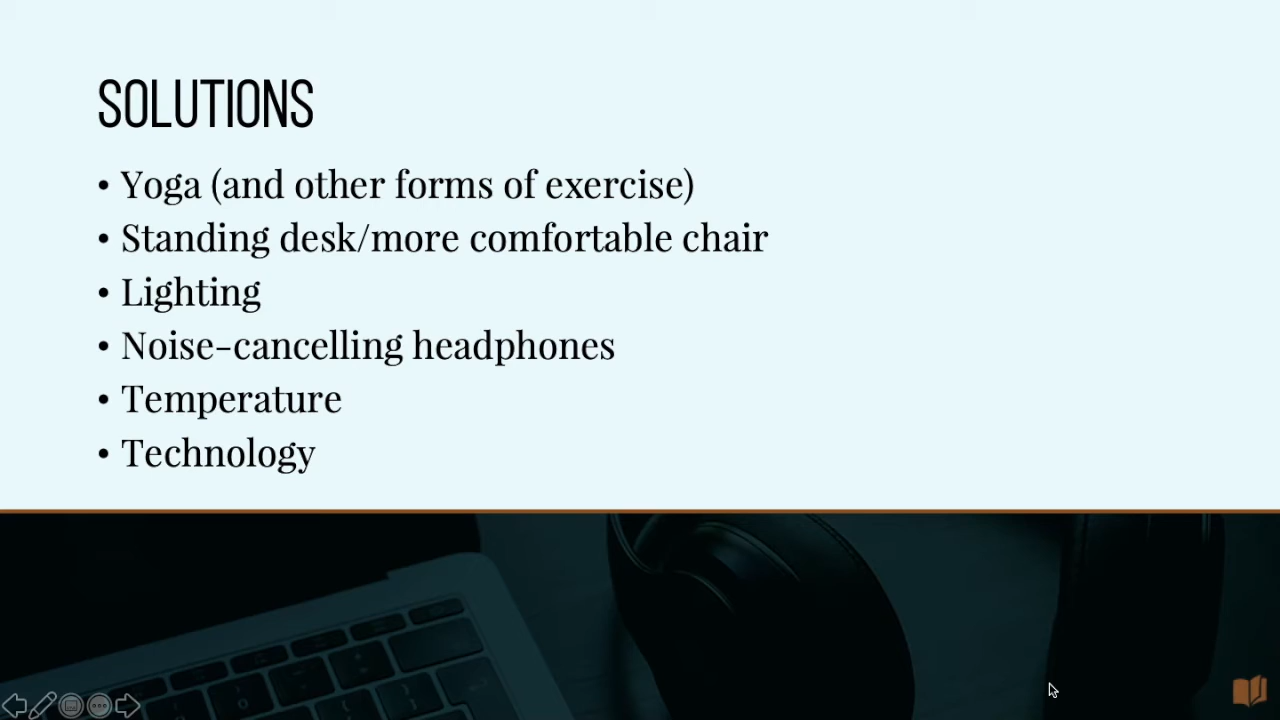 SOLUTIONS
• Yoga (and other forms of exercise)
• Standing desk/more comfortable chair
• Lighting
• Noise-cancelling headphones
• Temperature
• Technology